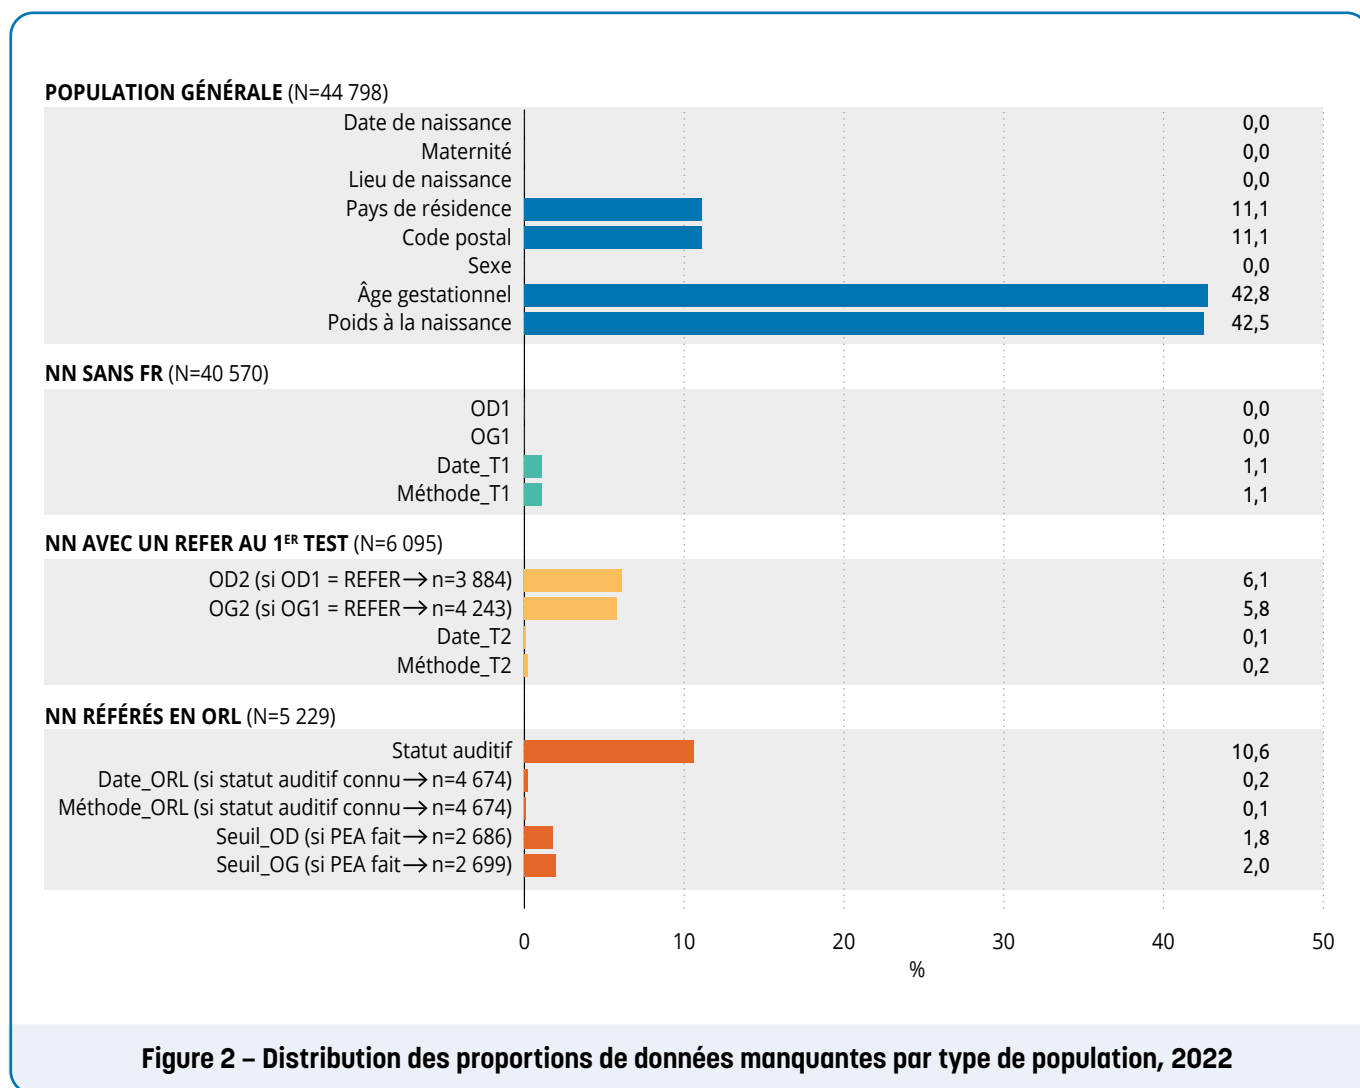 POPULATION GÉNÉRALE (N=44 798)
Date de naissance 0,0
Maternité 0,0
Lieu de naissance 0,0
Pays de résidence 11,1
Code postal 11,1
Sexe 0,0
Âge gestationnel 42,8
Poids à la naissance 42,5
NN SANS FR (N=40 570)
OD1 0,0
OG1 0,0
Date_T1 1,1
Méthode_T1 1,1
NN AVEC UN REFER AU 1ER TEST (N=6 095)
OD2 (si OD1 = REFER→n=3 884) 6,1
OG2 (si OG1 = REFER→n=4 243) 5,8
Date_T2 0,1
Méthode_T2 0,2
NN RÉFÉRÉS EN ORL (N=5 229)
Statut auditif 10,6
Date_ORL (si statut auditif connu→n=4 674) 0,2
Méthode_ORL (si statut auditif connu→n=4 674) 0,1
Seuil_OD (si PEA fait→n=2 686) 1,8
Seuil_OG (si PEA fait→n=2 699) 2,0
0 10 20 30 40 50
%
Figure 2 – Distribution des proportions de données manquantes par type de population, 2022